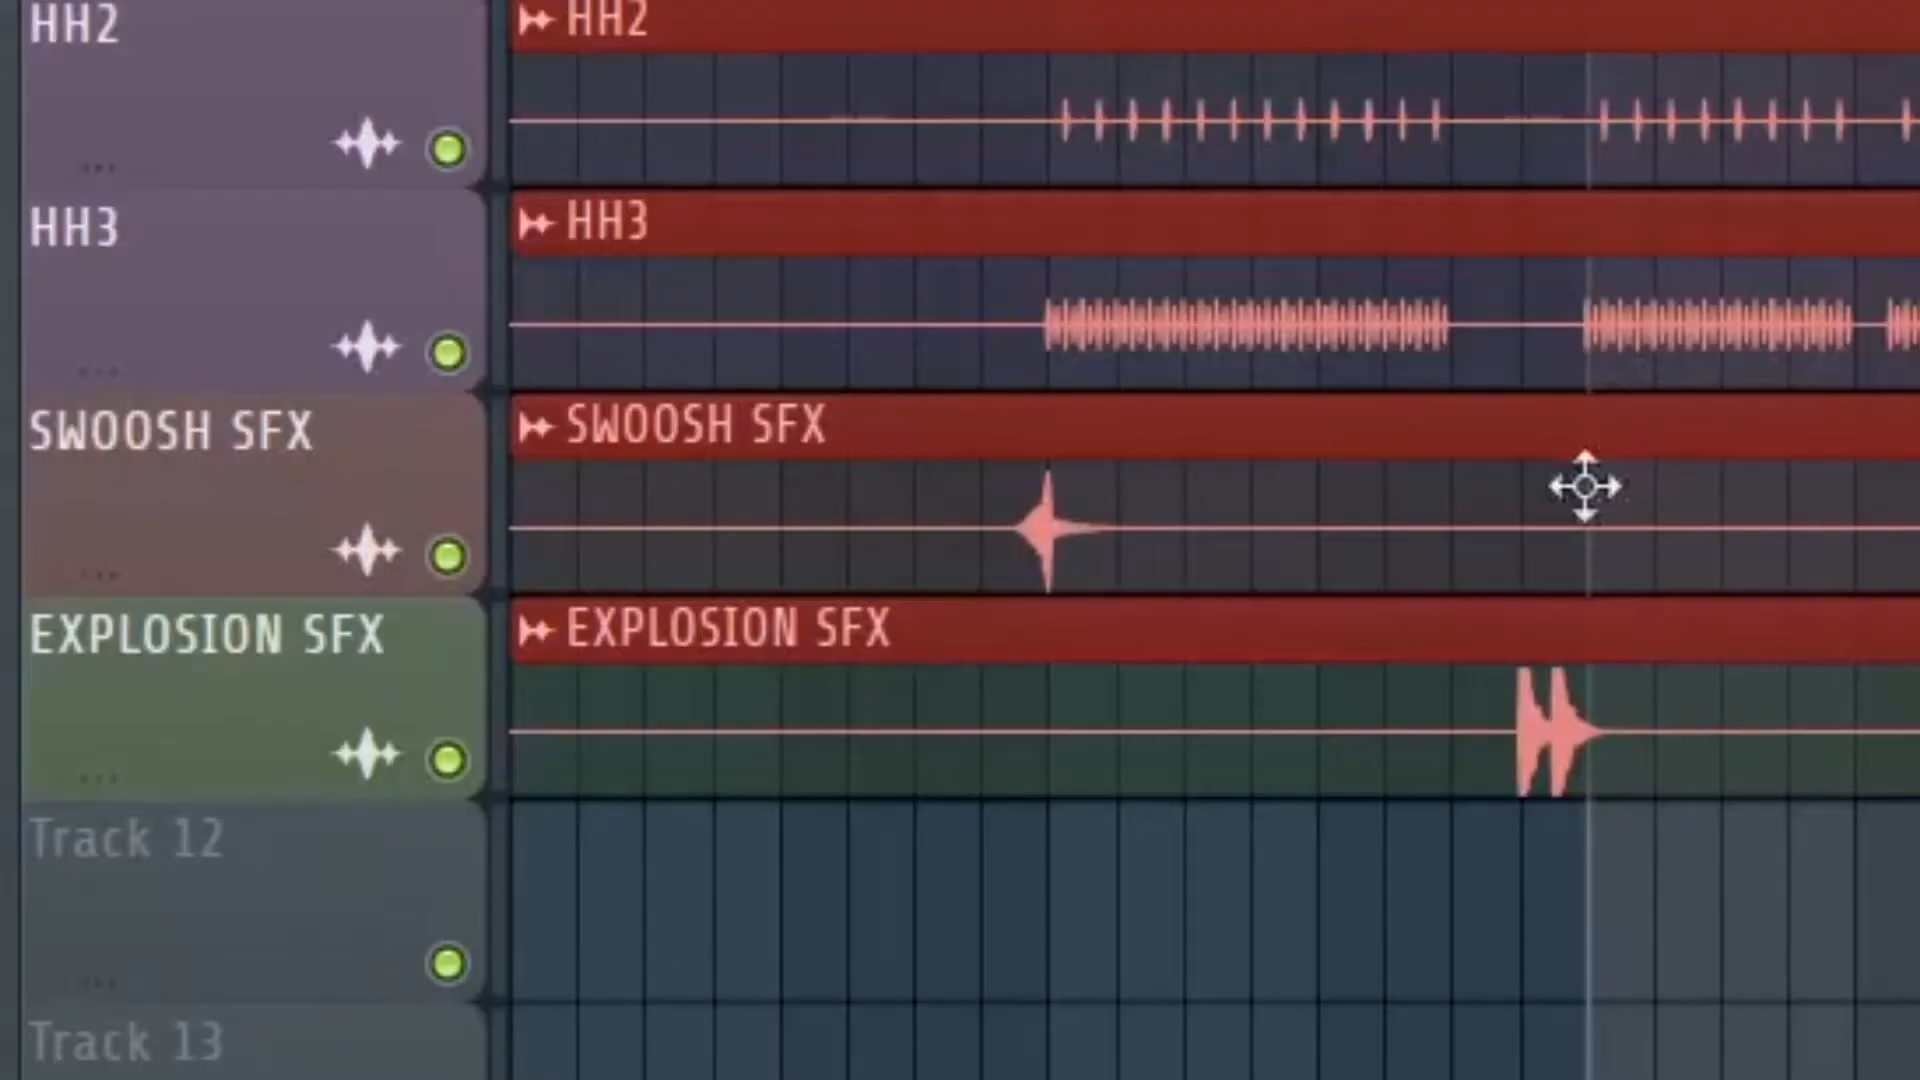 HH2
HH2
HH3
HH3
SWOOSH SFX
SWOOSH SFX
EXPLOSION SFX
EXPLOSION SFX
Track 12
Track 13